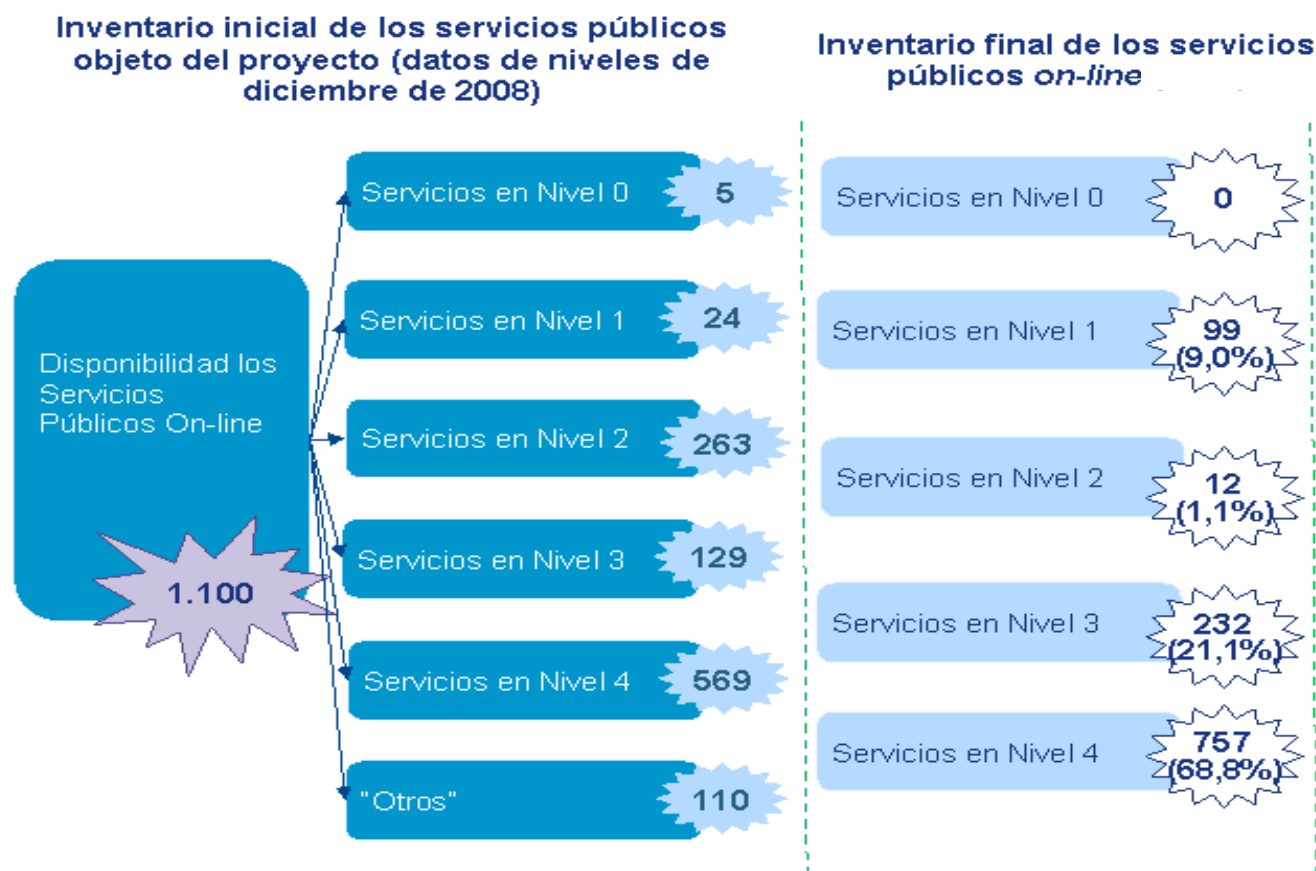 Inventario inicial de los servicios públicos
objeto del proyecto (datos de niveles de
diciembre de 2008)
Disponibilidad los
Servicios
Públicos On-line
1.100
Servicios en Nivel 0
5
Servicios en Nivel 1
24
Servicios en Nivel 2
263
Servicios en Nivel 3
129
Servicios en Nivel 4
569
"Otros"
110
Inventario final de los servicios
públicos on-line
Servicios en Nivel 0
0
Servicios en Nivel 1
99
(9,0%)
Servicios en Nivel 2
12
(1,1%)
Servicios en Nivel 3
232
(21,1%)
Servicios en Nivel 4
757
(68,8%)